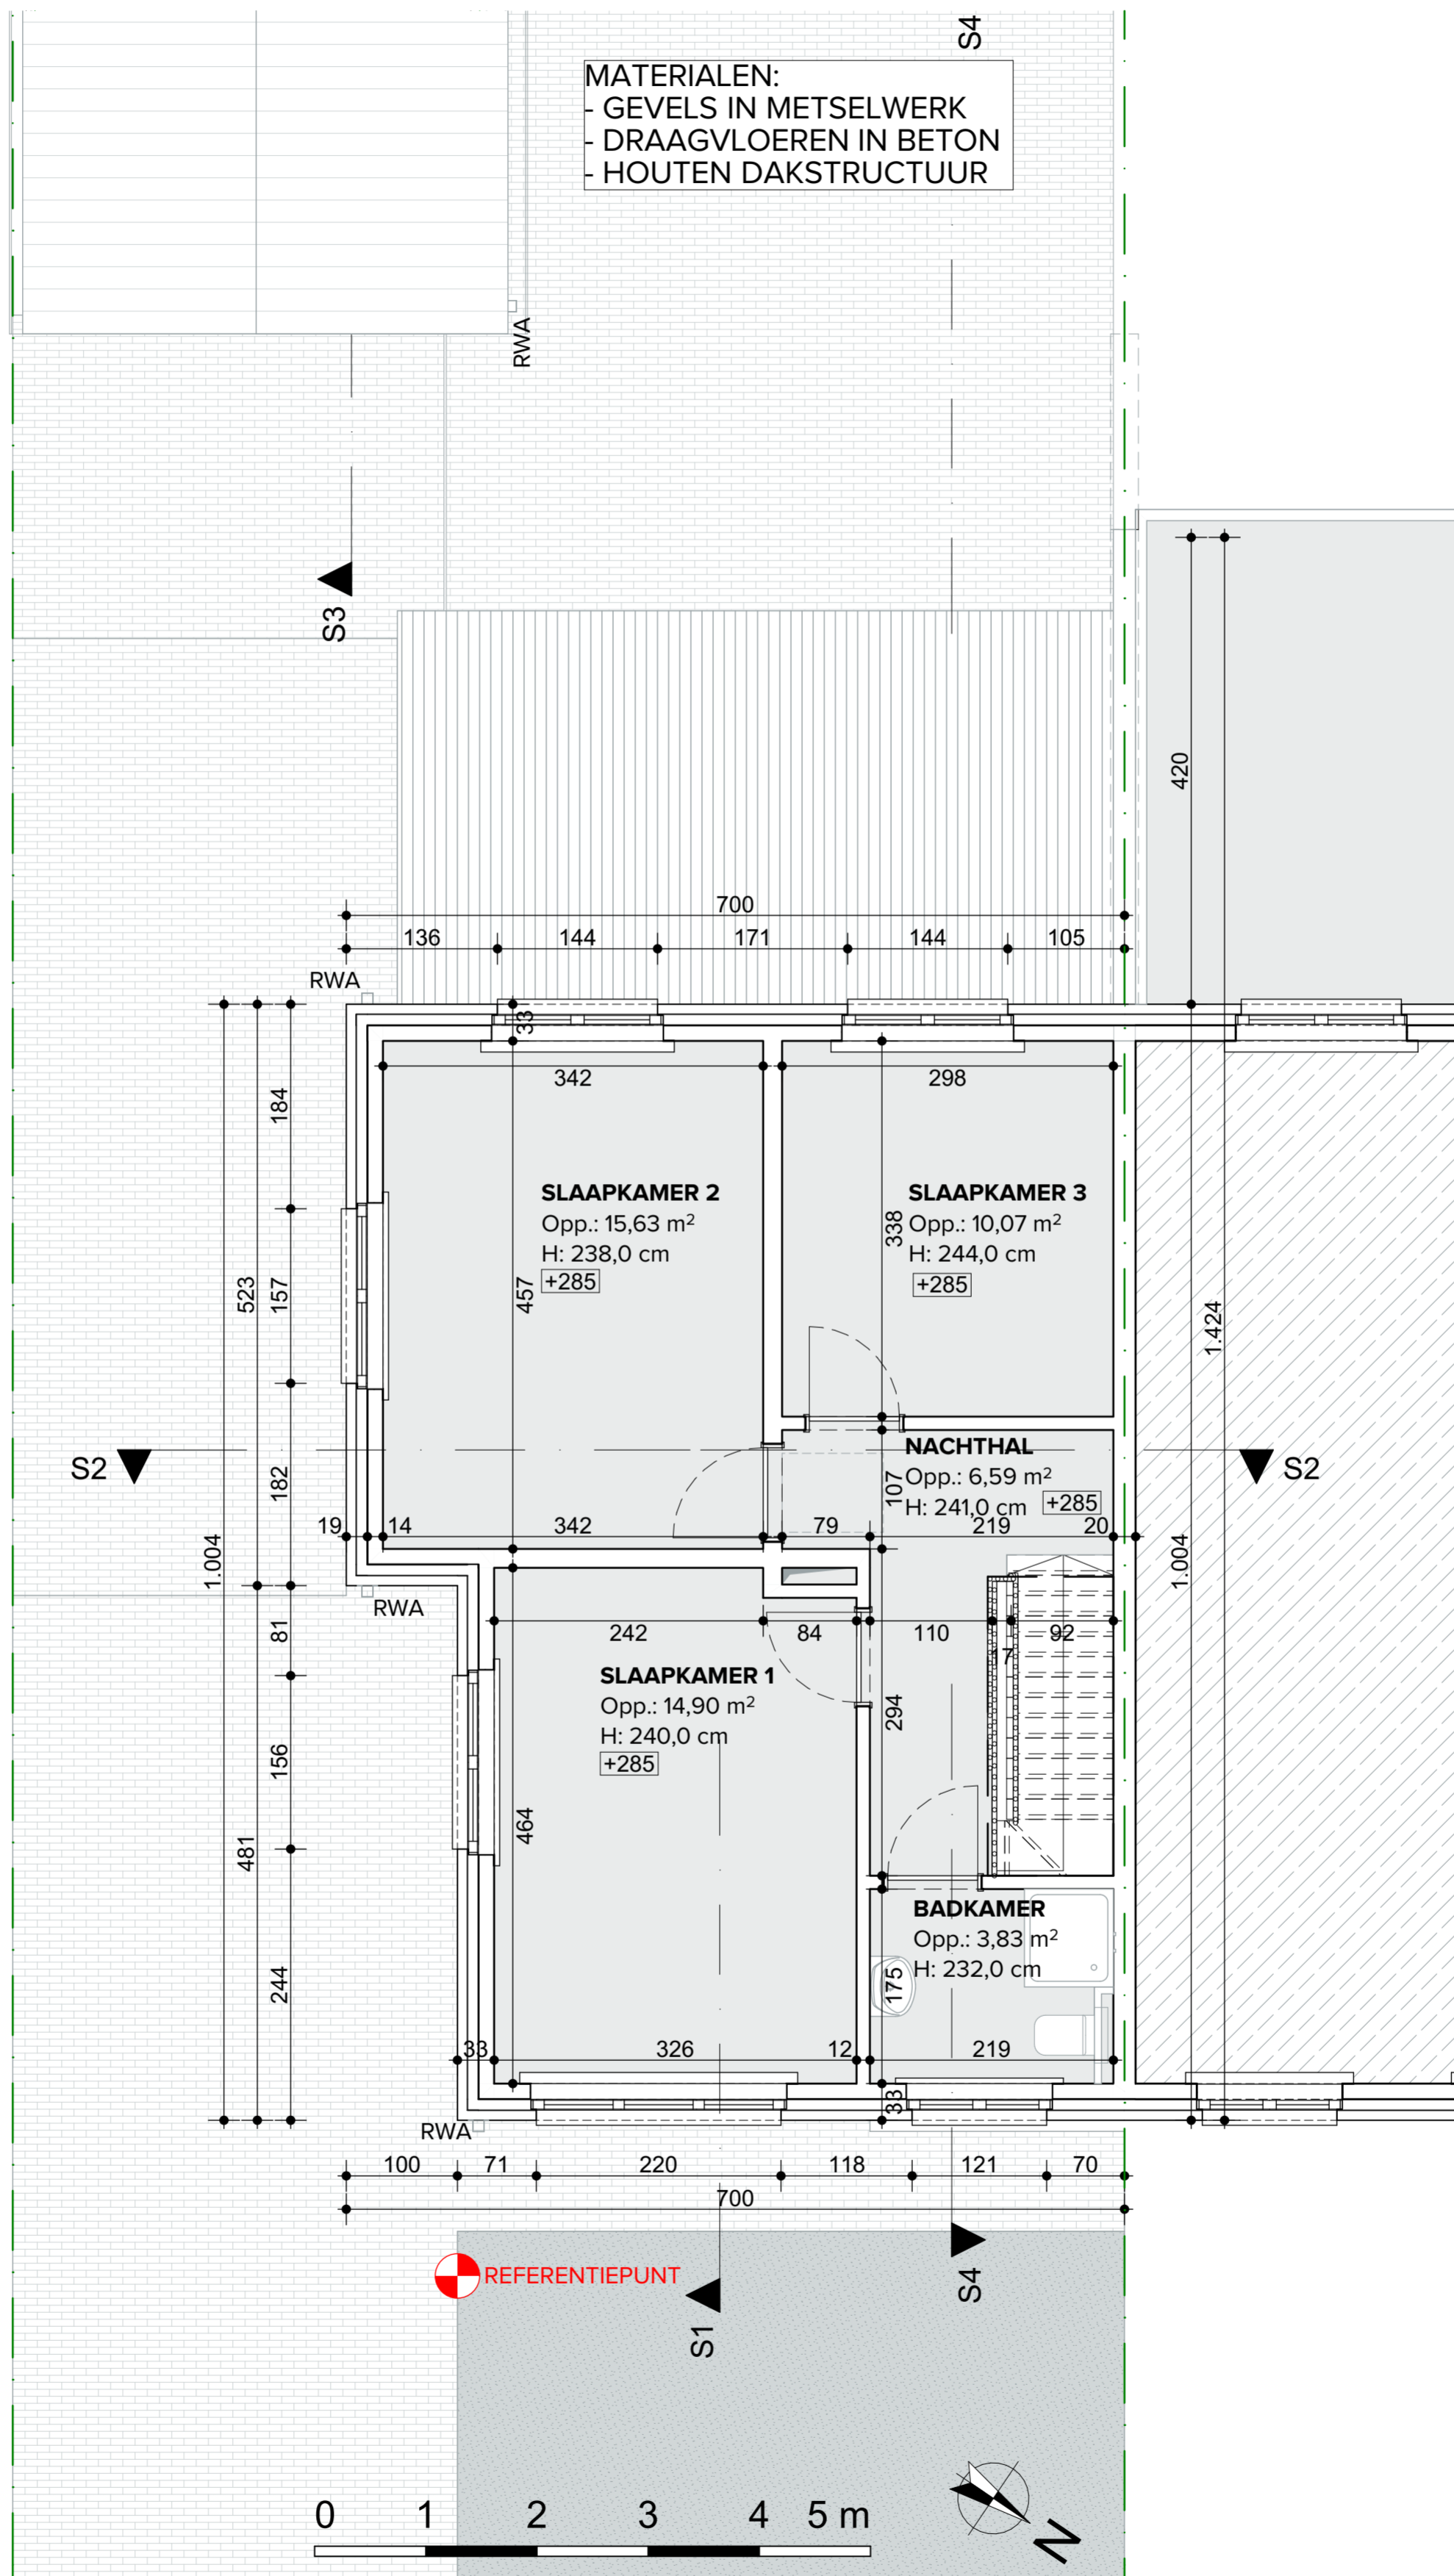 S4
MATERIALEN:
- GEVELS IN METSELWERK
- DRAAGVLOEREN IN BETON
- HOUTEN DAKSTRUCTUUR
RWA
S3
420
700
136 144 171 144 105
RWA
33
342 298
184
SLAAPKAMER 2
Opp.: 15,63 m²
H: 238,0 cm
+285
SLAAPKAMER 3
Opp.: 10,07 m²
H: 244,0 cm
+285
338
457
523
157
1.424
S2
182
NACHTHAL
Opp.: 6,59 m²
H: 241,0 cm +285
107
S2
19 14 342 79 219 20
1.004
1.004
RWA
81
242 84 110 17 92
SLAAPKAMER 1
Opp.: 14,90 m²
H: 240,0 cm
+285
294
156
464
481
BADKAMER
Opp.: 3,83 m²
H: 232,0 cm
175
244
33 326 12 219
33
RWA
100 71 220 118 121 70
700
REFERENTIEPUNT
S1
S4
0 1 2 3 4 5 m
N